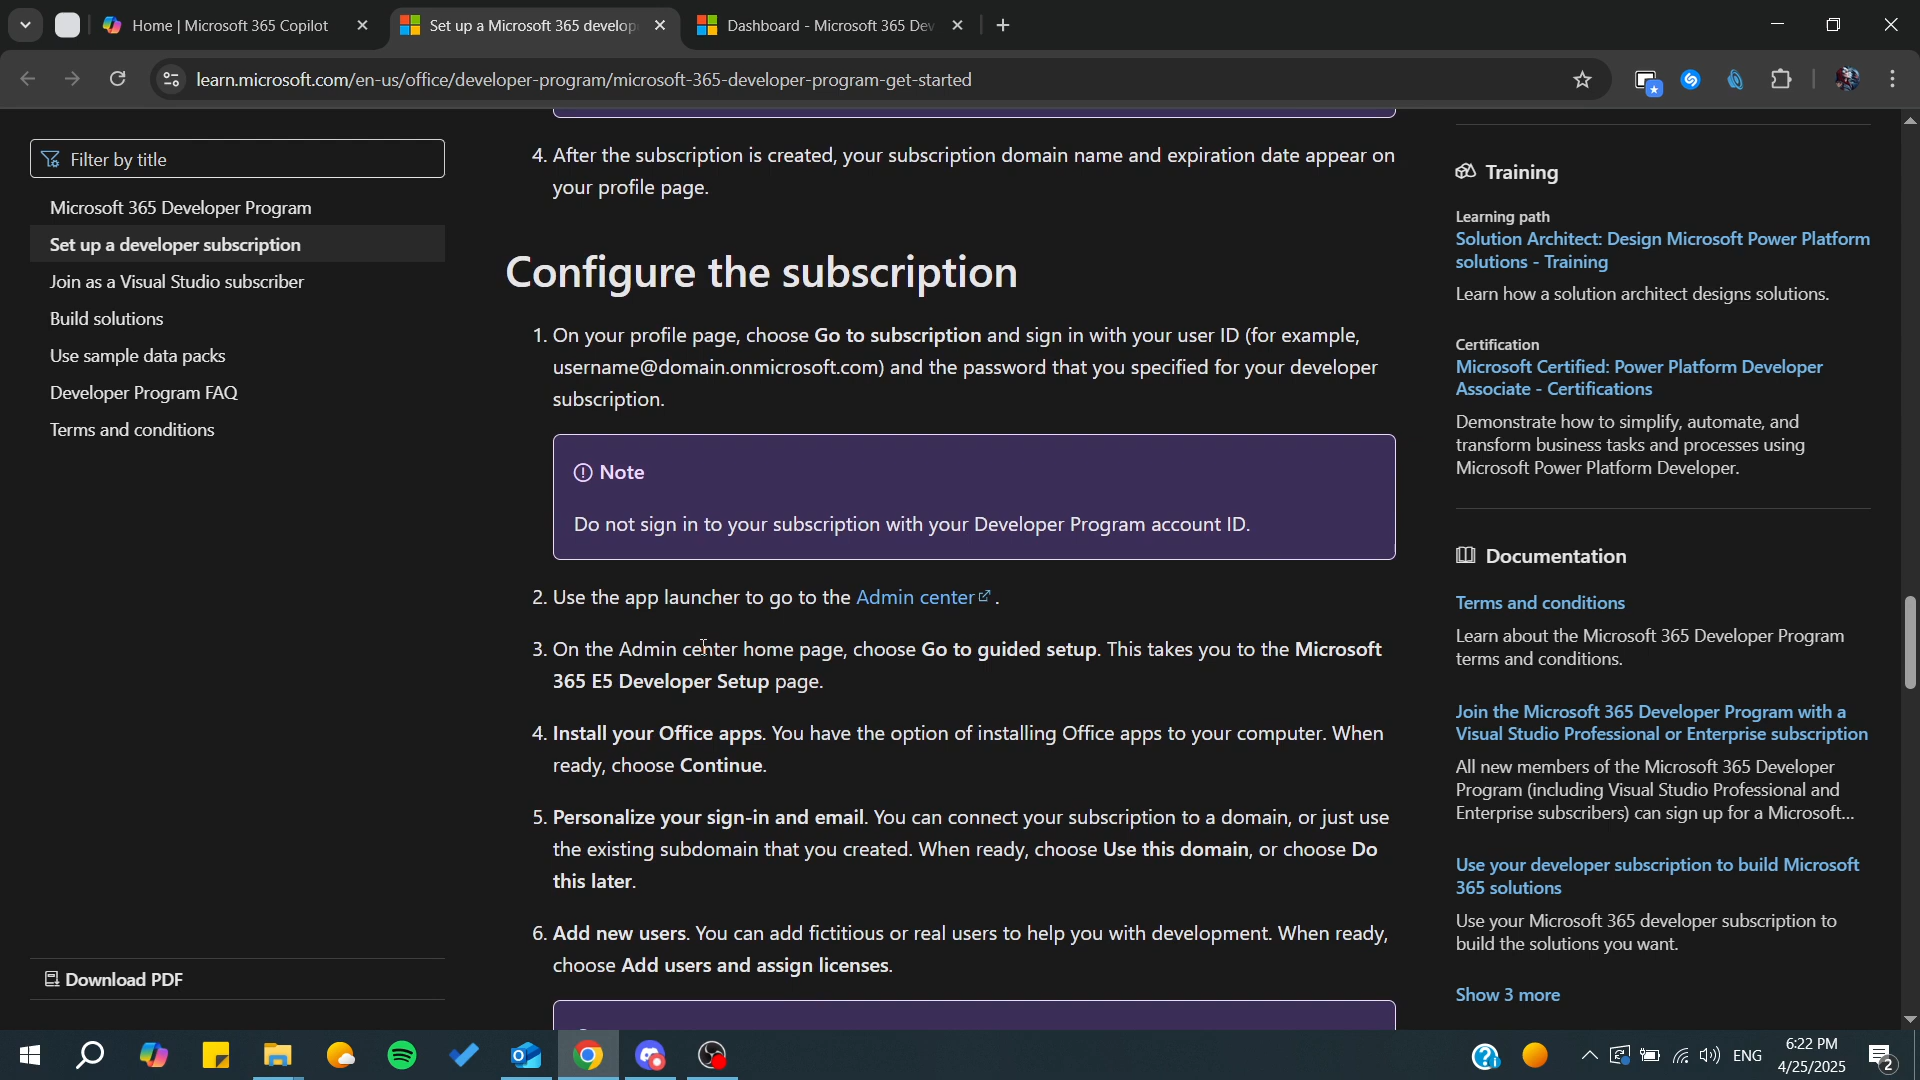 Home | Microsoft 365 Copilot
Set up a Microsoft 365 develop
Dashboard - Microsoft 365 Dev
learn.microsoft.com/en-us/office/developer-program/microsoft-365-developer-program-get-started
Filter by title
Microsoft 365 Developer Program
Set up a developer subscription
Join as a Visual Studio subscriber
Build solutions
Use sample data packs
Developer Program FAQ
Terms and conditions
Download PDF
4. After the subscription is created, your subscription domain name and expiration date appear on
your profile page.
Configure the subscription
1. On your profile page, choose Go to subscription and sign in with your user ID (for example,
username@domain.onmicrosoft.com) and the password that you specified for your developer
subscription.
Note
Do not sign in to your subscription with your Developer Program account ID.
2. Use the app launcher to go to the Admin center.
3. On the Admin center home page, choose Go to guided setup. This takes you to the Microsoft
365 E5 Developer Setup page.
4. Install your Office apps. You have the option of installing Office apps to your computer. When
ready, choose Continue.
5. Personalize your sign-in and email. You can connect your subscription to a domain, or just use
the existing subdomain that you created. When ready, choose Use this domain, or choose Do
this later.
6. Add new users. You can add fictitious or real users to help you with development. When ready,
choose Add users and assign licenses.
Training
Learning path
Solution Architect: Design Microsoft Power Platform
solutions - Training
Learn how a solution architect designs solutions.
Certification
Microsoft Certified: Power Platform Developer
Associate - Certifications
Demonstrate how to simplify, automate, and
transform business tasks and processes using
Microsoft Power Platform Developer.
Documentation
Terms and conditions
Learn about the Microsoft 365 Developer Program
terms and conditions.
Join the Microsoft 365 Developer Program with a
Visual Studio Professional or Enterprise subscription
All new members of the Microsoft 365 Developer
Program (including Visual Studio Professional and
Enterprise subscribers) can sign up for a Microsoft...
Use your developer subscription to build Microsoft
365 solutions
Use your Microsoft 365 developer subscription to
build the solutions you want.
Show 3 more
ENG
6:22 PM
4/25/2025
2